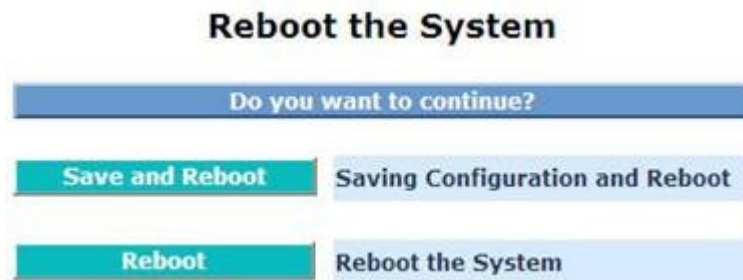 Reboot the System
Do you want to continue?
Save and Reboot Saving Configuration and Reboot
Reboot Reboot the System